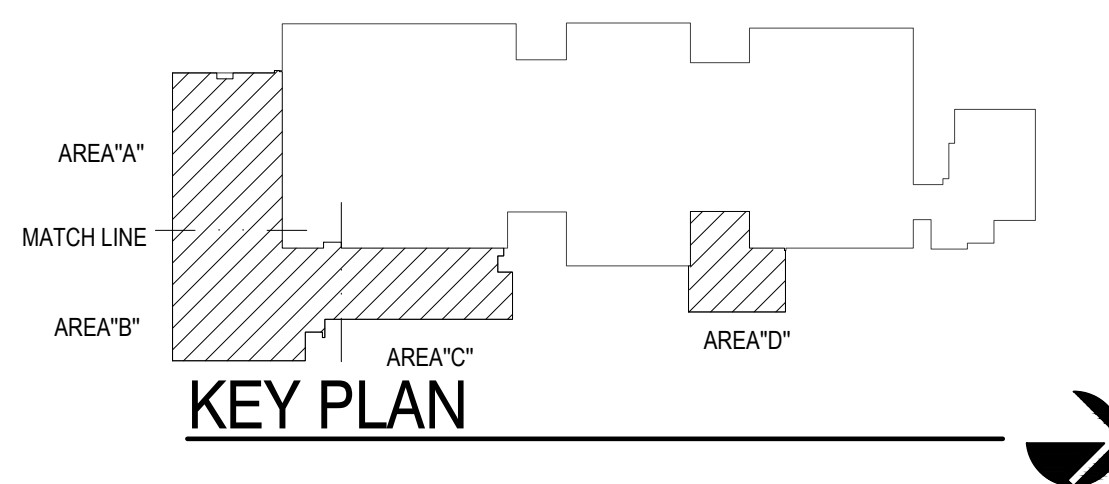 AREA"A"
MATCH LINE
AREA"B"
AREA"C"
AREA"D"
KEY PLAN